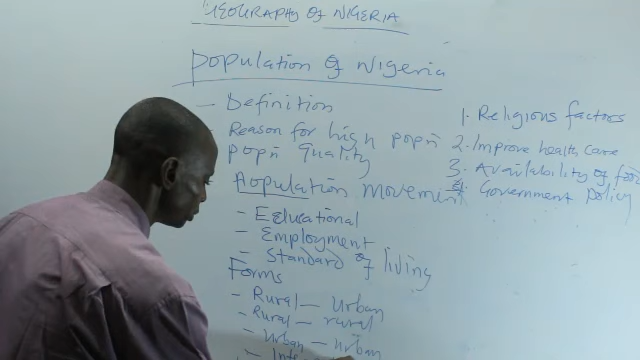 GEOGRAPHY OF NIGERIA
Population of Nigeria
- Definition
- Reason for high popn
popn quality
Population movement
- Educational
- Employment
- Standard of living
Forms
- Rural - Urban
- Rural - rural
- Urban - urban
- Inte
1. Religious factors
2. Improve health care
3. Availability of food
4. Government policy